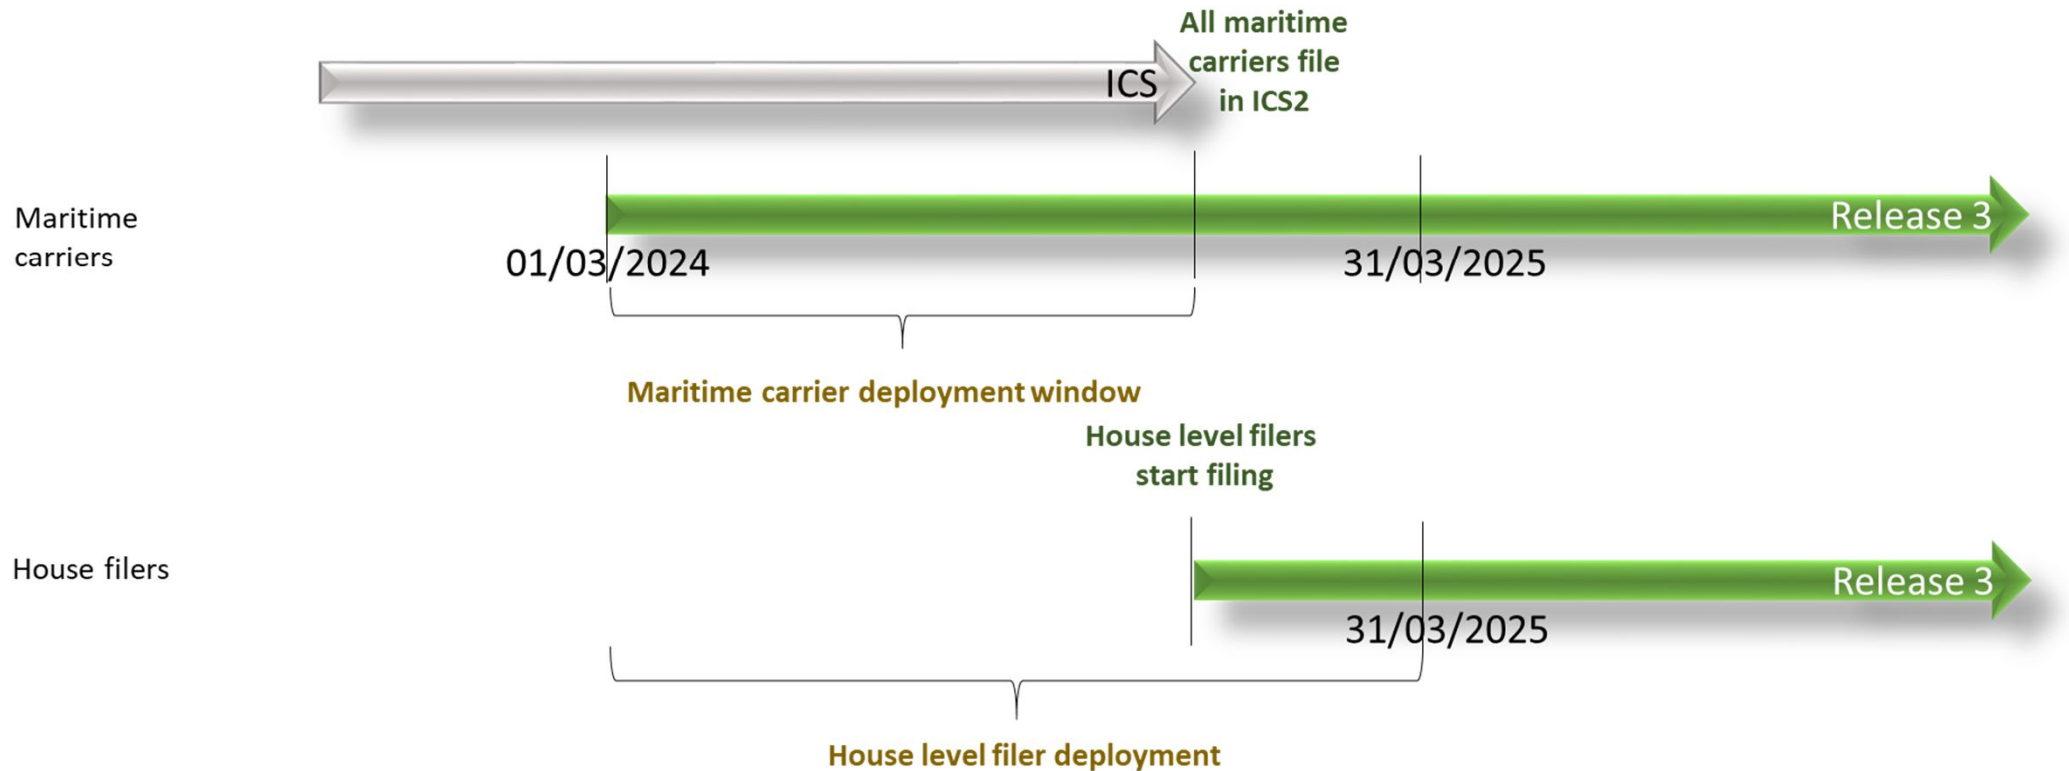 All maritime
carriers file
in ICS2
ICS
Maritime
carriers
Release 3
01/03/2024
31/03/2025
Maritime carrier deployment window
House level filers
start filing
House filers
Release 3
31/03/2025
House level filer deployment